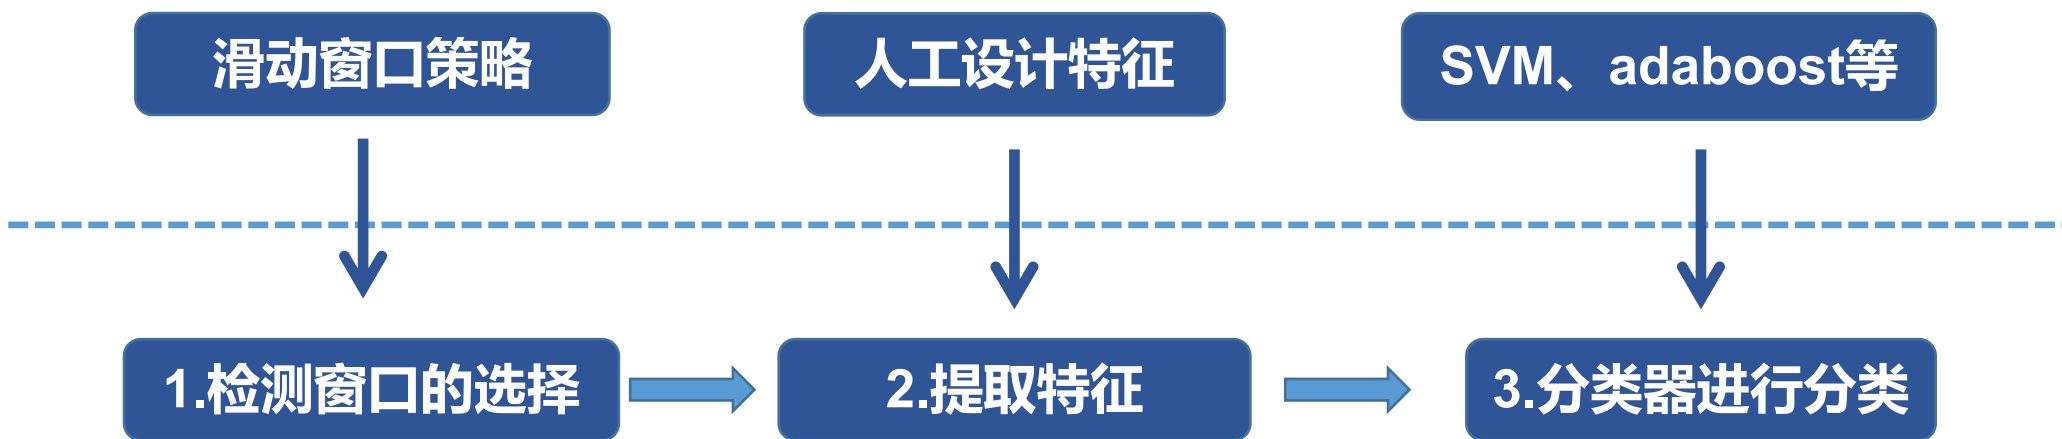 滑动窗口策略
人工设计特征
SVM、adaboost等
1.检测窗口的选择
2.提取特征
3.分类器进行分类